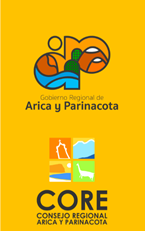 Gobierno Regional de
Arica y Parinacota
CORE
CONSEJO REGIONAL
ARICA Y PARINACOTA